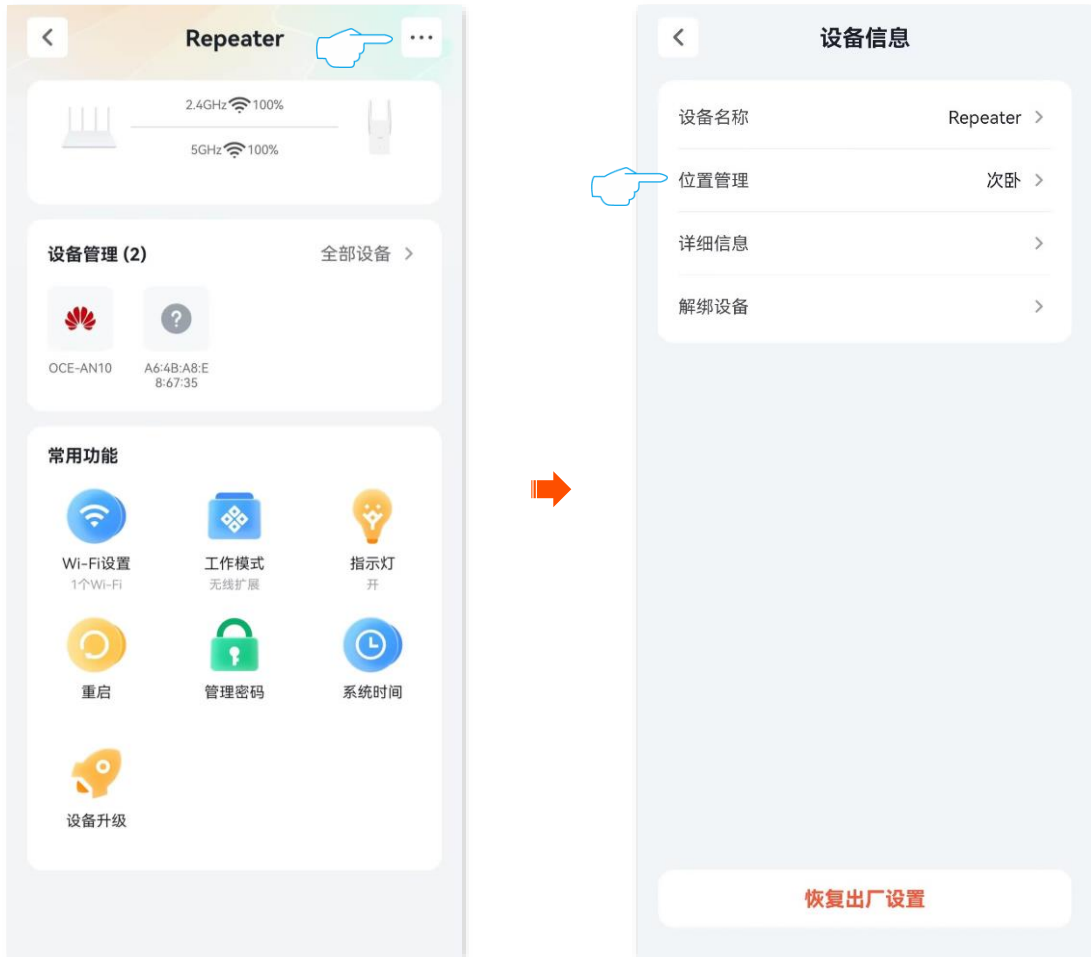 Repeater
2.4GHz 100%
5GHz 100%
设备管理 (2)
全部设备
OCE-AN10
A6:4B:A8:E
8:67:35
常用功能
Wi-Fi设置
1个Wi-Fi
工作模式
无线扩展
指示灯
开
重启
管理密码
系统时间
设备升级
设备信息
设备名称
Repeater
位置管理
次卧
详细信息
解绑设备
恢复出厂设置